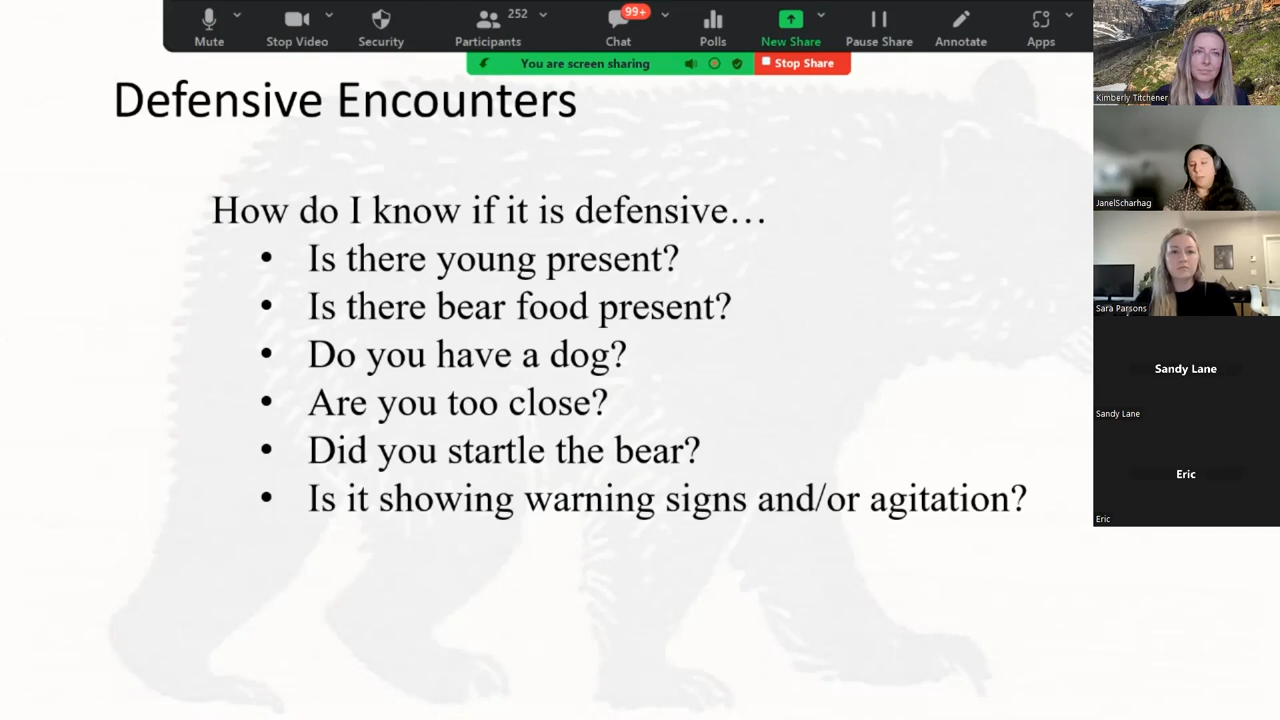 252
99+
Mute
Stop Video
Security
Participants
Chat
Polls
New Share
Pause Share
Annotate
Apps
You are screen sharing
Stop Share
Defensive Encounters
How do I know if it is defensive…
• Is there young present?
• Is there bear food present?
• Do you have a dog?
• Are you too close?
• Did you startle the bear?
• Is it showing warning signs and/or agitation?
Kimberly Titchener
JanelScharhag
Sara Parsons
Sandy Lane
Sandy Lane
Eric
Eric